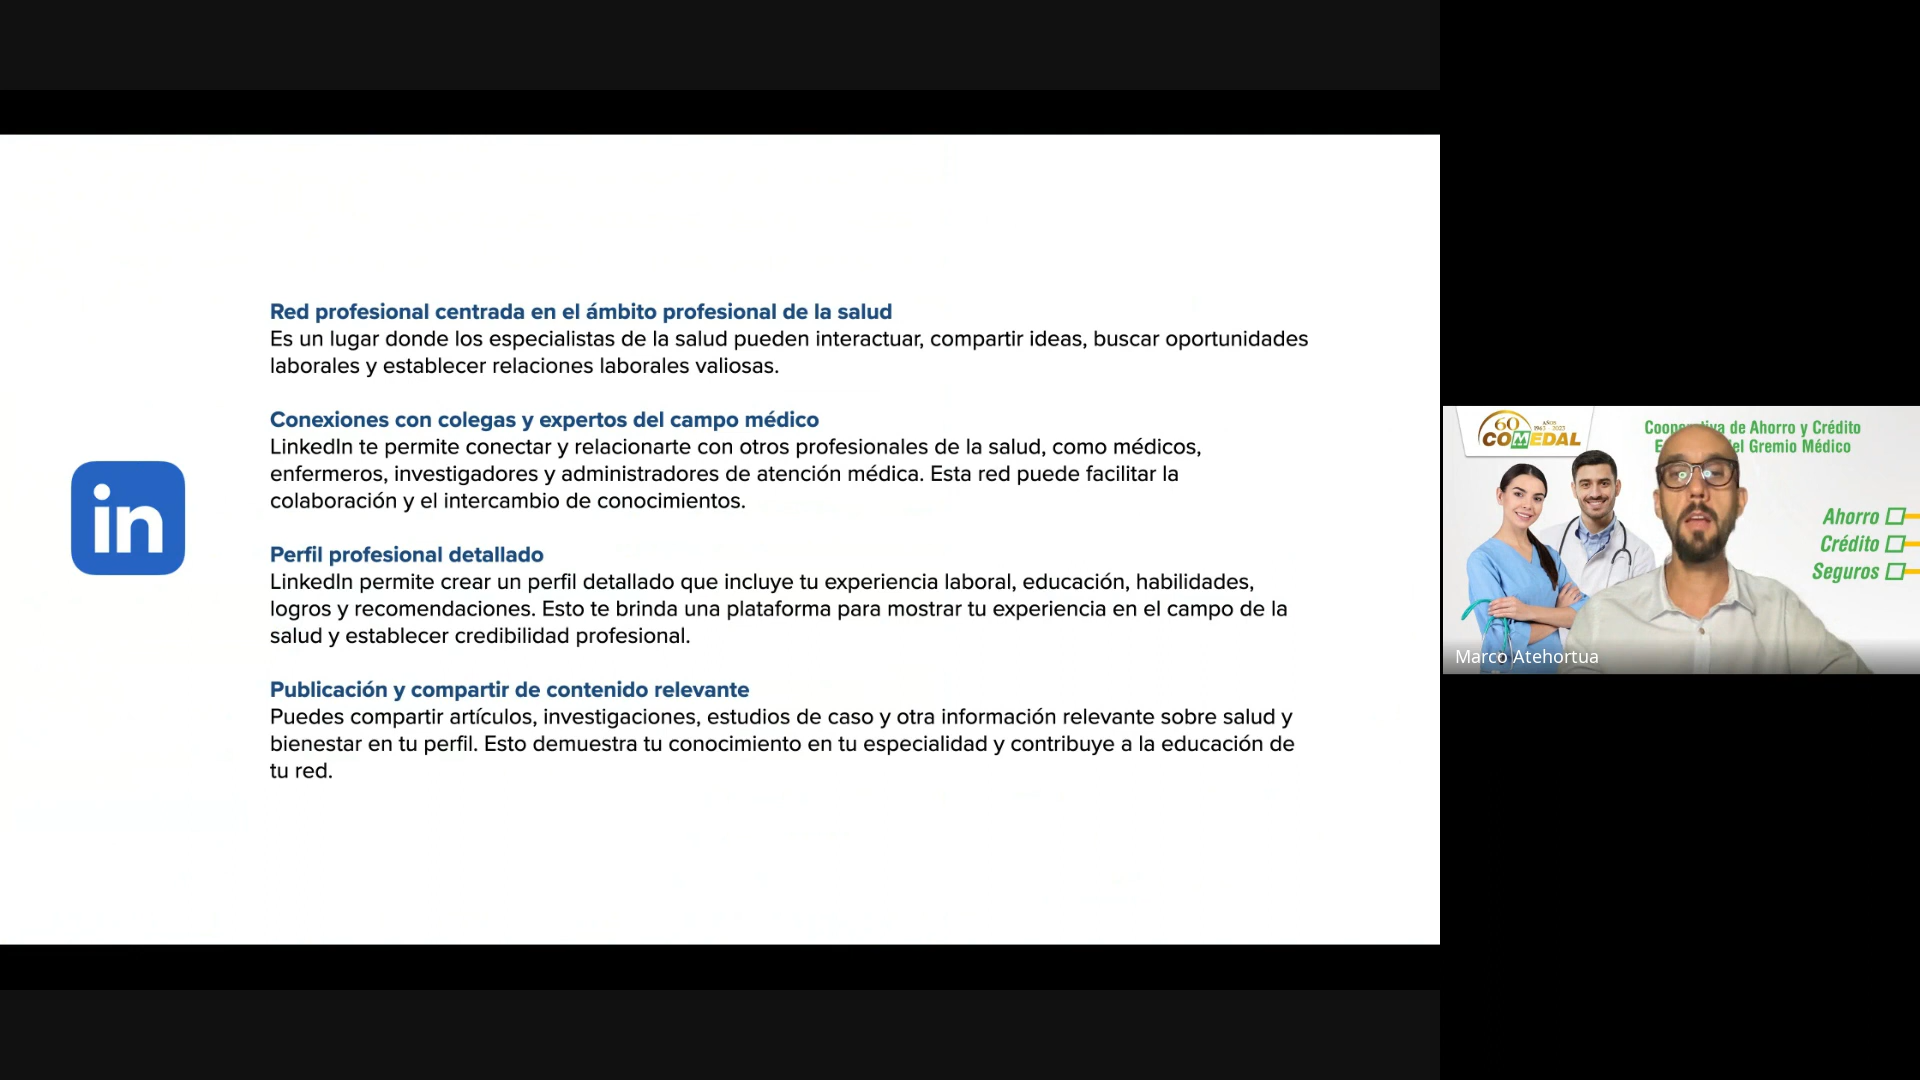 Red profesional centrada en el ámbito profesional de la salud
Es un lugar donde los especialistas de la salud pueden interactuar, compartir ideas, buscar oportunidades
laborales y establecer relaciones laborales valiosas.
Conexiones con colegas y expertos del campo médico
LinkedIn te permite conectar y relacionarte con otros profesionales de la salud, como médicos,
enfermeros, investigadores y administradores de atención médica. Esta red puede facilitar la
colaboración y el intercambio de conocimientos.
in
Perfil profesional detallado
LinkedIn permite crear un perfil detallado que incluye tu experiencia laboral, educación, habilidades,
logros y recomendaciones. Esto te brinda una plataforma para mostrar tu experiencia en el campo de la
salud y establecer credibilidad profesional.
Publicación y compartir de contenido relevante
Puedes compartir artículos, investigaciones, estudios de caso y otra información relevante sobre salud y
bienestar en tu perfil. Esto demuestra tu conocimiento en tu especialidad y contribuye a la educación de
tu red.
60 AÑOS
COMEDAL
de Ahorro y Crédito
Gremio Médico
Ahorro
Crédito
Seguros
Marco Atehortua